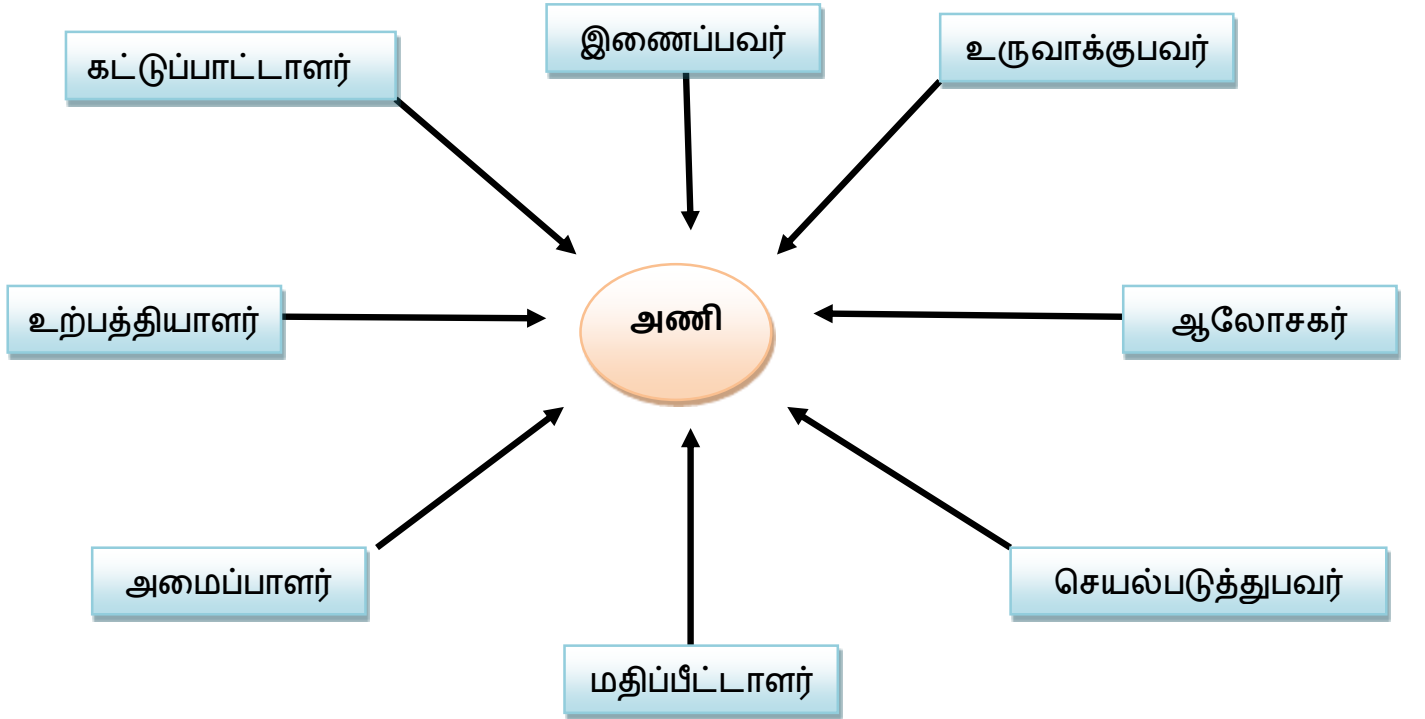 இணைப்பவர்
உருவாக்குபவர்
கட்டுப்பாட்டாளர்
உற்பத்தியாளர்
அணி
ஆலோசகர்
அமைப்பாளர்
செயல்படுத்துபவர்
மதிப்பீட்டாளர்